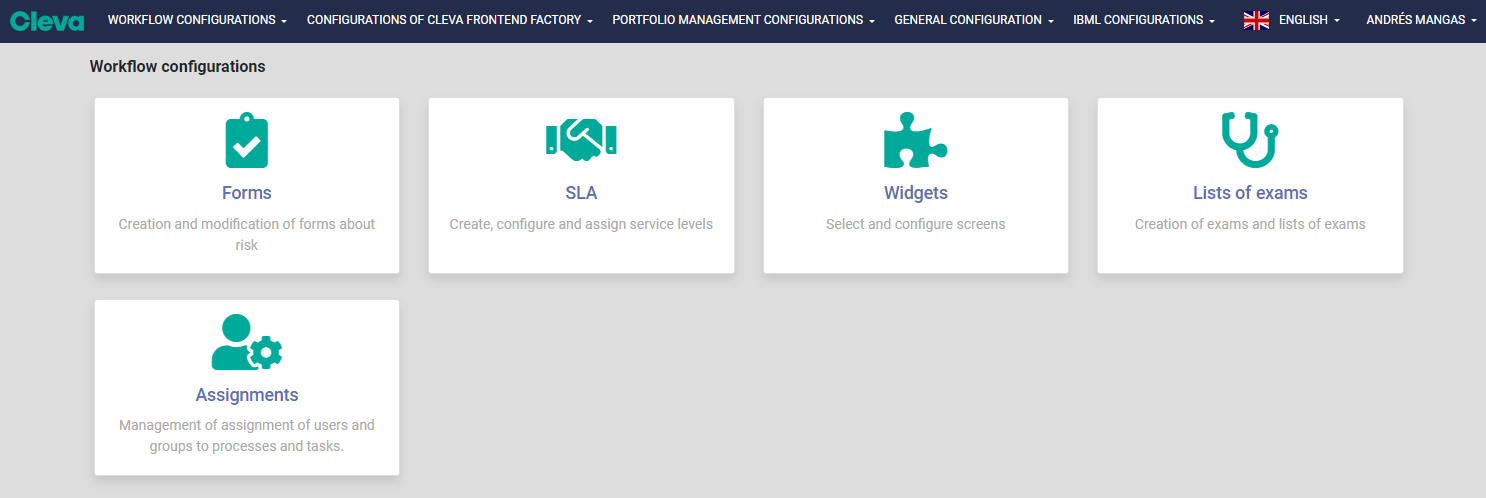 Cleva WORKFLOW CONFIGURATIONS CONFIGURATIONS OF CLEVA FRONTEND FACTORY PORTFOLIO MANAGEMENT CONFIGURATIONS GENERAL CONFIGURATION IBML CONFIGURATIONS ENGLISH ANDRÉS MANGAS
Workflow configurations
Forms
Creation and modification of forms about
risk
SLA
Create, configure and assign service levels
Widgets
Select and configure screens
Lists of exams
Creation of exams and lists of exams
Assignments
Management of assignment of users and
groups to processes and tasks.